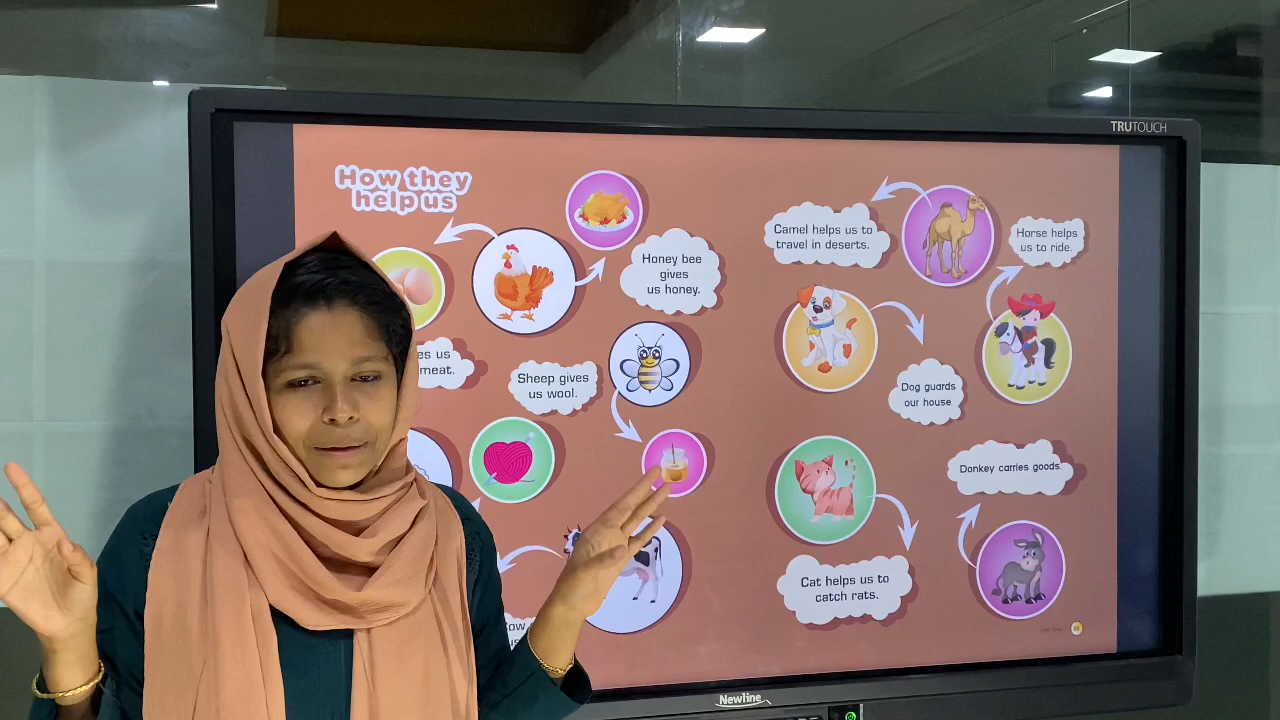 TRUTOUCH
How they
help us
Honey bee
gives
us honey.
us
meat.
Sheep gives
us wool.
Camel helps us to
travel in deserts.
Horse helps
us to ride.
Dog guards
our house.
Donkey carries goods.
Cat helps us to
catch rats.
Newline